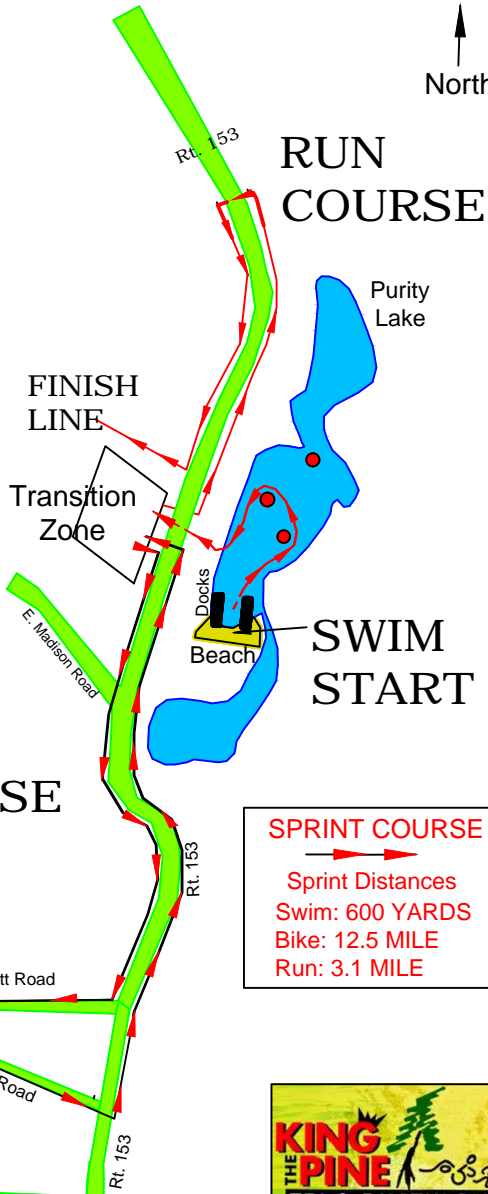 North
Rt. 153
RUN
COURSE
Purity
Lake
FINISH
LINE
Transition
Zone
Docks
E. Madison Road
Beach
SWIM
START
SE
Rt. 153
SPRINT COURSE
Sprint Distances
Swim: 600 YARDS
Bike: 12.5 MILE
Run: 3.1 MILE
tt Road
Road
Rt. 153
KING
THE
PINE